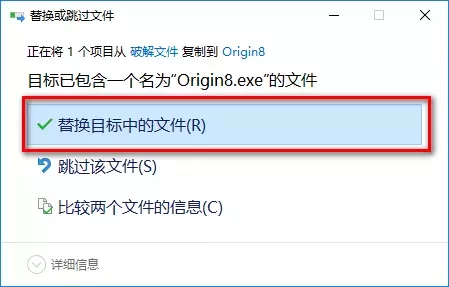 替换或跳过文件
正在将 1 个项目从 破解文件 复制到 Origin8
目标已包含一个名为“Origin8.exe”的文件
替换目标中的文件(R)
跳过该文件(S)
比较两个文件的信息(C)
详细信息